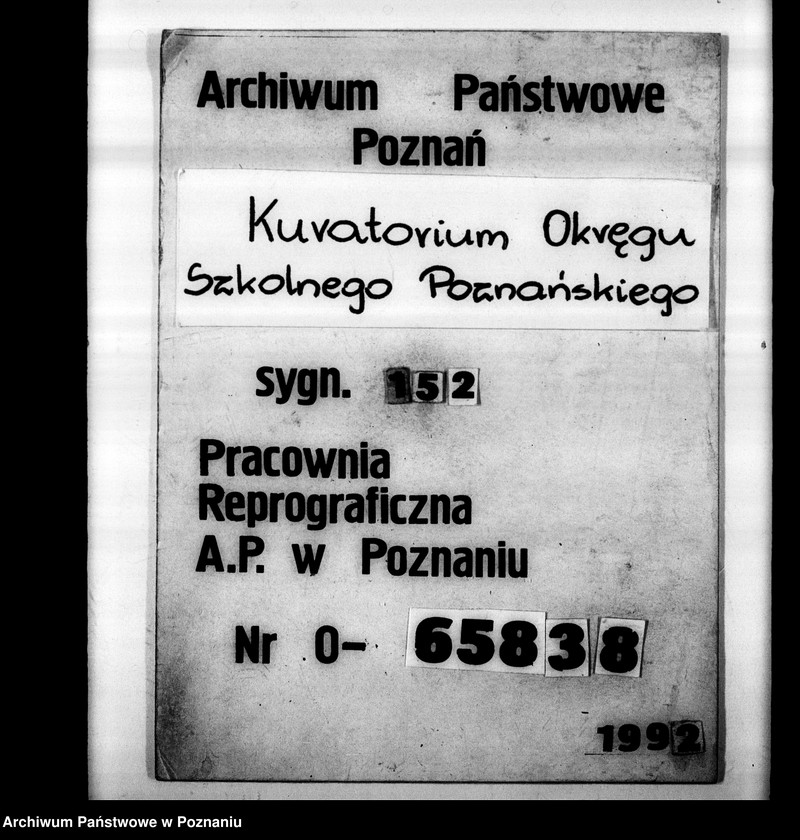 Archiwum Państwowe
Poznań
Kuratorium Okręgu
Szkolnego Poznańskiego
sygn. 152
Pracownia
Reprograficzna
A.P. w Poznaniu
Nr 0- 65838
1992
Archiwum Państwowe w Poznaniu